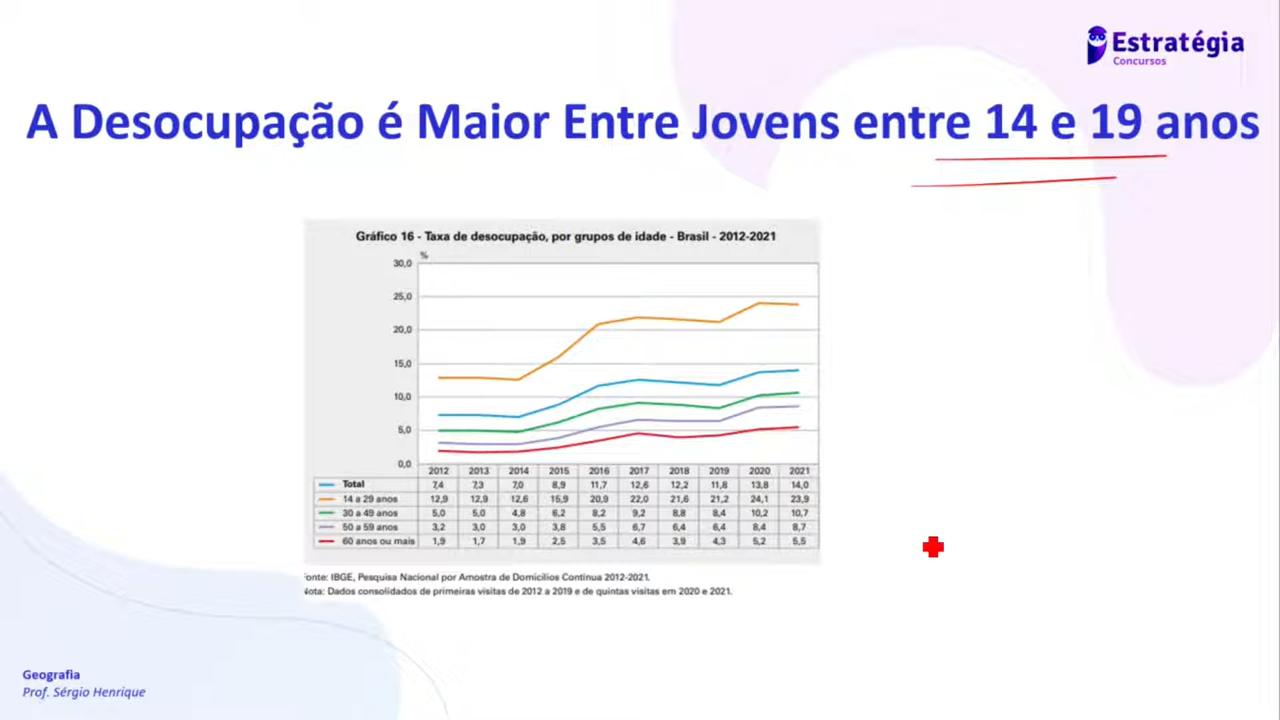 Estratégia
Concursos
A Desocupação é Maior Entre Jovens entre 14 e 19 anos
Gráfico 16 - Taxa de desocupação, por grupos de idade - Brasil - 2012-2021
%
30,0
25,0
20,0
15,0
10,0
5,0
0,0
2012 2013 2014 2015 2016 2017 2018 2019 2020 2021
Total 7,4 7,3 7,0 8,9 11,7 12,6 12,2 11,8 13,8 14,0
14 a 29 anos 12,9 12,9 12,6 15,9 20,9 22,0 21,6 21,2 24,1 23,9
30 a 49 anos 5,0 5,0 4,8 6,2 8,2 9,2 8,8 8,4 10,2 10,7
50 a 59 anos 3,2 3,0 3,0 3,8 5,5 6,7 6,4 6,4 8,4 8,7
60 anos ou mais 1,9 1,7 1,9 2,5 3,5 4,6 3,9 4,3 5,2 5,5
onte: IBGE, Pesquisa Nacional por Amostra de Domicílios Contínua 2012-2021.
Nota: Dados consolidados de primeiras visitas de 2012 a 2019 e de quintas visitas em 2020 e 2021.
Geografia
Prof. Sérgio Henrique